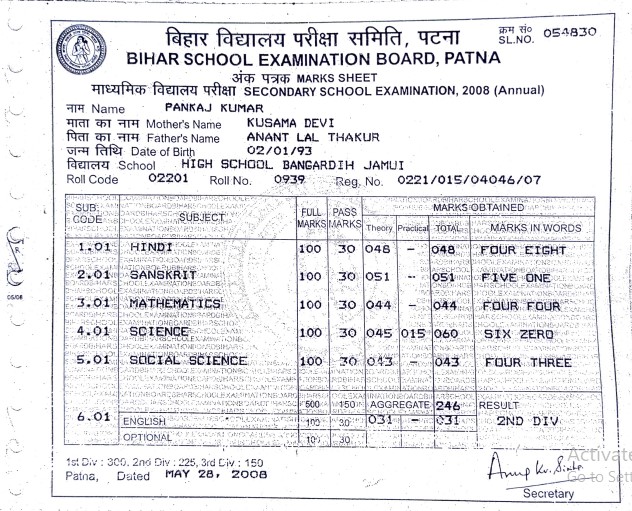 बिहार विद्यालय परीक्षा समिति, पटना
क्रम सं०
SL.NO. 054830
BIHAR SCHOOL EXAMINATION BOARD, PATNA
अंक पत्रक MARKS SHEET
माध्यमिक विद्यालय परीक्षा SECONDARY SCHOOL EXAMINATION, 2008 (Annual)
नाम Name PANKAJ KUMAR
माता का नाम Mother's Name KUSAMA DEVI
पिता का नाम Father's Name ANANT LAL THAKUR
जन्म तिथि Date of Birth 02/01/93
विद्यालय School HIGH SCHOOL BANGARDIH JAMUI
Roll Code 02201 Roll No. 0939 Reg. No. 0221/015/04046/07
SUB. CODE SUBJECT FULL MARKS PASS MARKS MARKS OBTAINED
Theory Practical TOTAL MARKS IN WORDS
1.01 HINDI 100 30 048 - 048 FOUR EIGHT
2.01 SANSKRIT 100 30 051 - 051 FIVE ONE
3.01 MATHEMATICS 100 30 044 - 044 FOUR FOUR
4.01 SCIENCE 100 30 045 015 060 SIX ZERO
5.01 SOCIAL SCIENCE 100 30 043 - 043 FOUR THREE
500 150 AGGREGATE 246 RESULT
6.01 ENGLISH 100 30 031 - 031 2ND DIV
OPTIONAL 100 30
1st Div : 300, 2nd Div : 225, 3rd Div : 150
Patna, Dated MAY 28, 2008
Secretary
05/08
Activate
Go to Sett